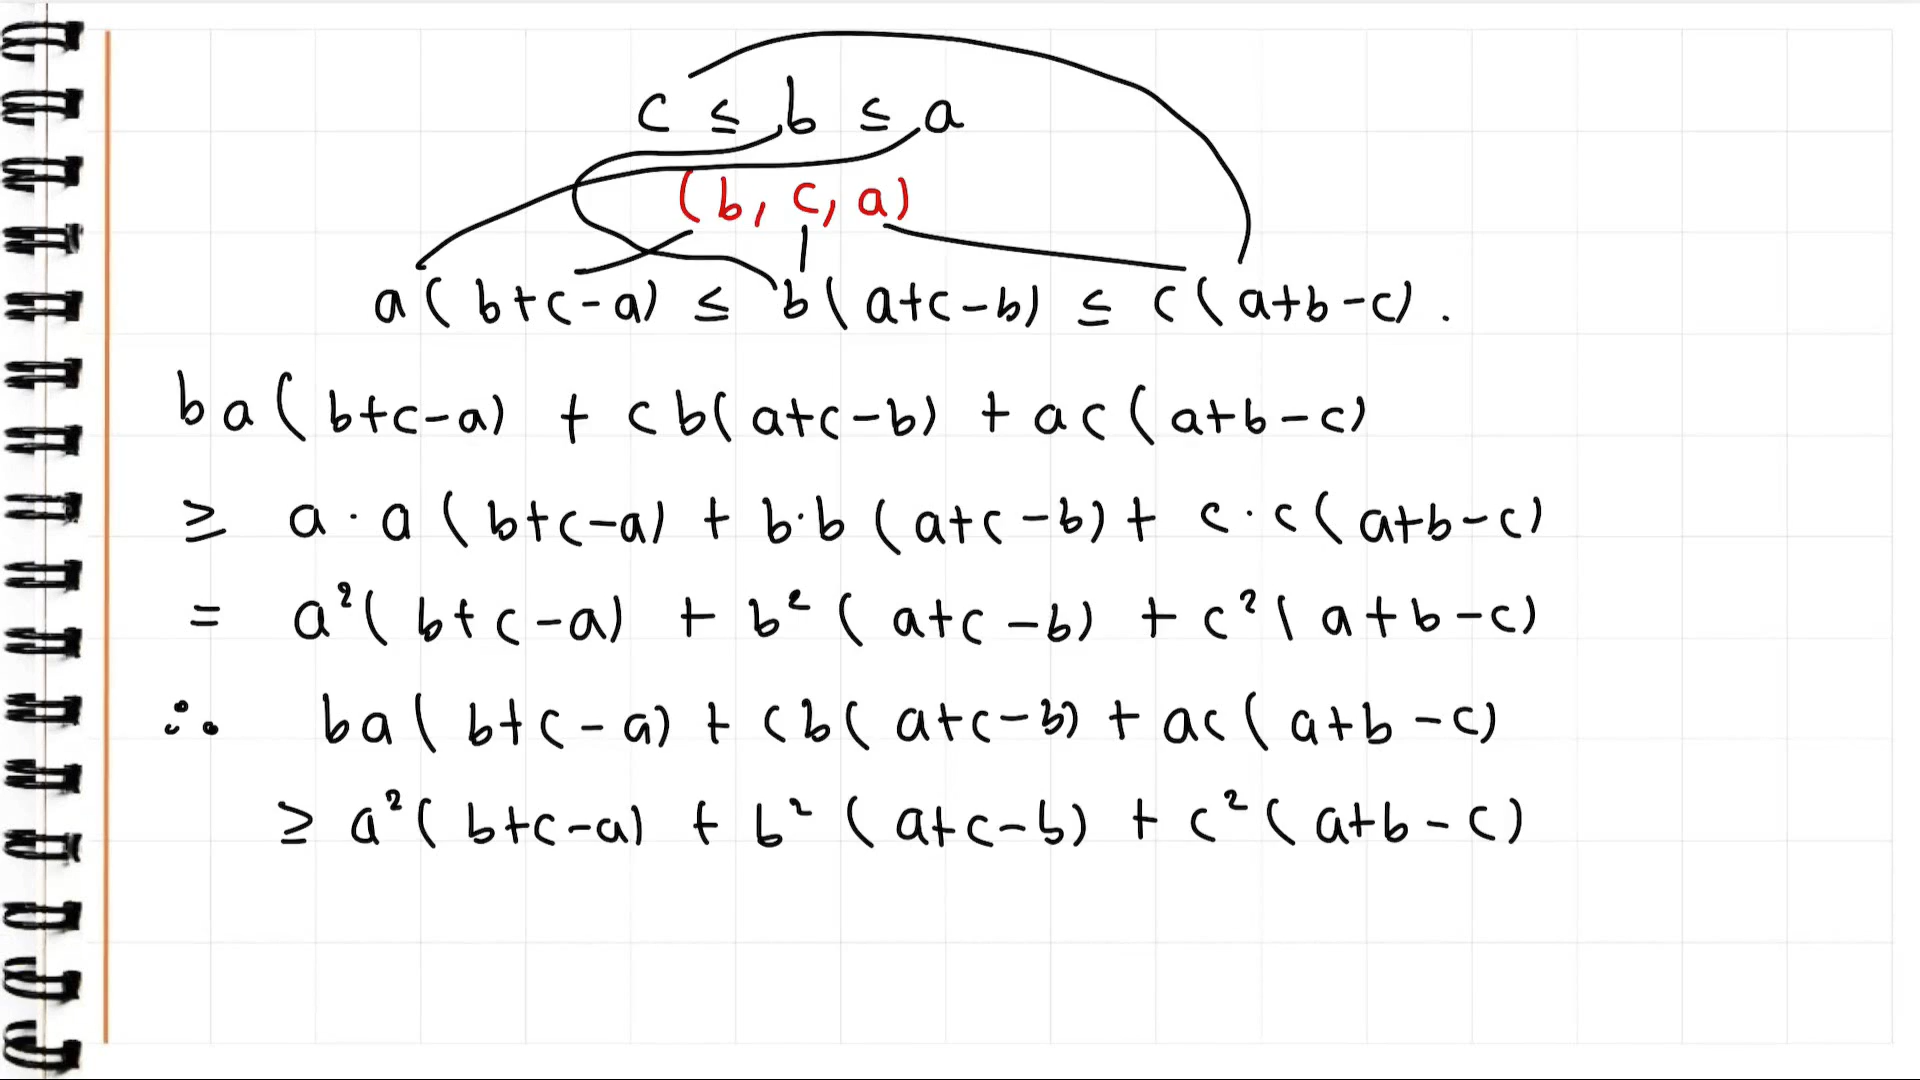 c ≤ b ≤ a
(b, c, a)
a(b+c-a) ≤ b(a+c-b) ≤ c(a+b-c).
ba(b+c-a) + cb(a+c-b) + ac(a+b-c)
≥ a·a(b+c-a) + b·b(a+c-b) + c·c(a+b-c)
= a²(b+c-a) + b²(a+c-b) + c²(a+b-c)
∴ ba(b+c-a) + cb(a+c-b) + ac(a+b-c)
≥ a²(b+c-a) + b²(a+c-b) + c²(a+b-c)